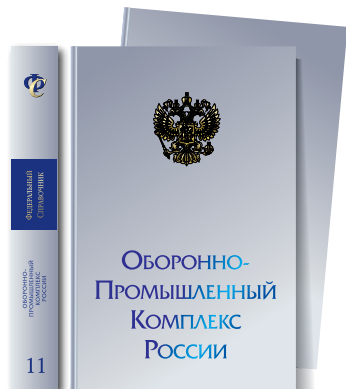 Федеральный
Справочник
Оборонно-
промышленный
комплекс
России
11
Оборонно-
Промышленный
Комплекс
России